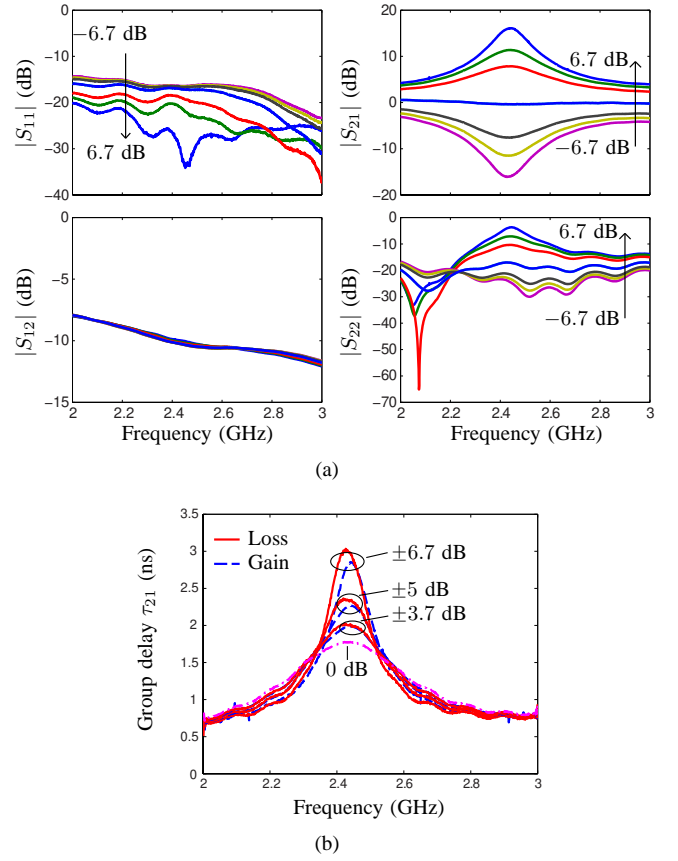 0
−10
−20
−30
−40
|S11| (dB)
−6.7 dB
6.7 dB
20
10
0
10
20
|S21| (dB)
6.7 dB
−6.7 dB
0
−5
−10
−15
|S12| (dB)
2 2.2 2.4 2.6 2.8 3
Frequency (GHz)
0
−10
−20
−30
−40
−50
−60
−70
|S22| (dB)
6.7 dB
−6.7 dB
2 2.2 2.4 2.6 2.8 3
Frequency (GHz)
(a)
3.5
3
2.5
2
1.5
1
0.5
0
Group delay τ21 (ns)
Loss
Gain
±6.7 dB
±5 dB
±3.7 dB
0 dB
2 2.2 2.4 2.6 2.8 3
Frequency (GHz)
(b)